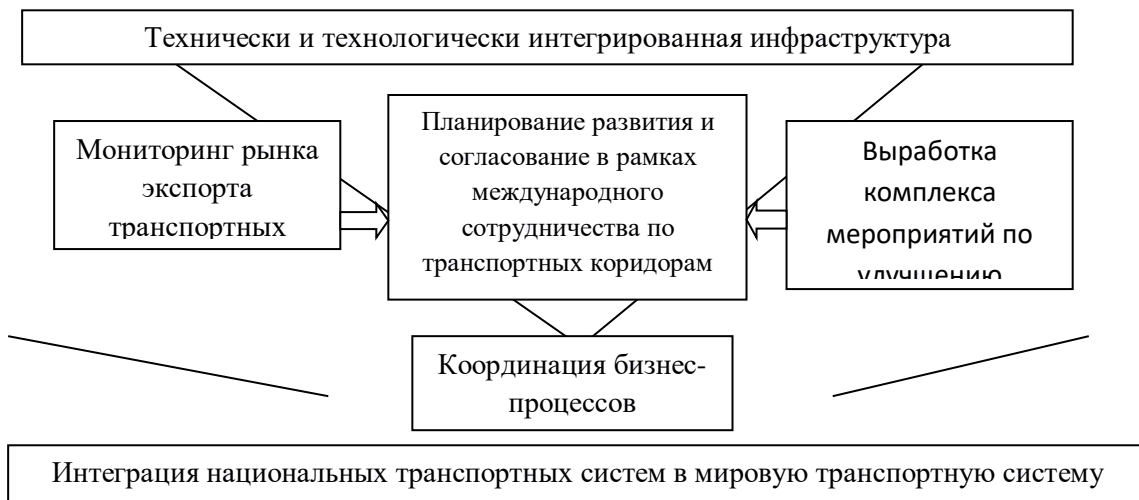 Технически и технологически интегрированная инфраструктура
Мониторинг рынка
экспорта
транспортных
Планирование развития и
согласование в рамках
международного
сотрудничества по
транспортных коридорам
Выработка
комплекса
мероприятий по
улучшению
Координация бизнес-
процессов
Интеграция национальных транспортных систем в мировую транспортную систему